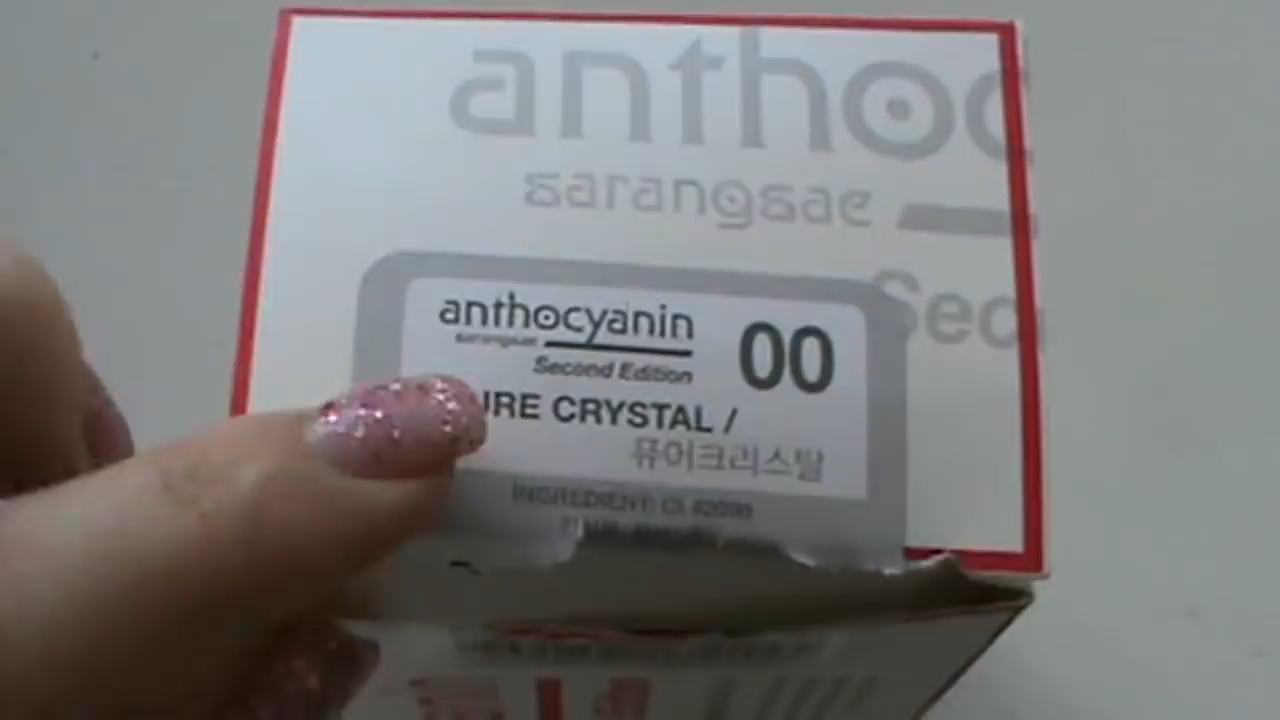 anthoc
sarangsae
Sec
anthocyanin
sarangsae
00
Second Edition
URE CRYSTAL /
퓨어크리스탈
INGREDIENT: CI 42090